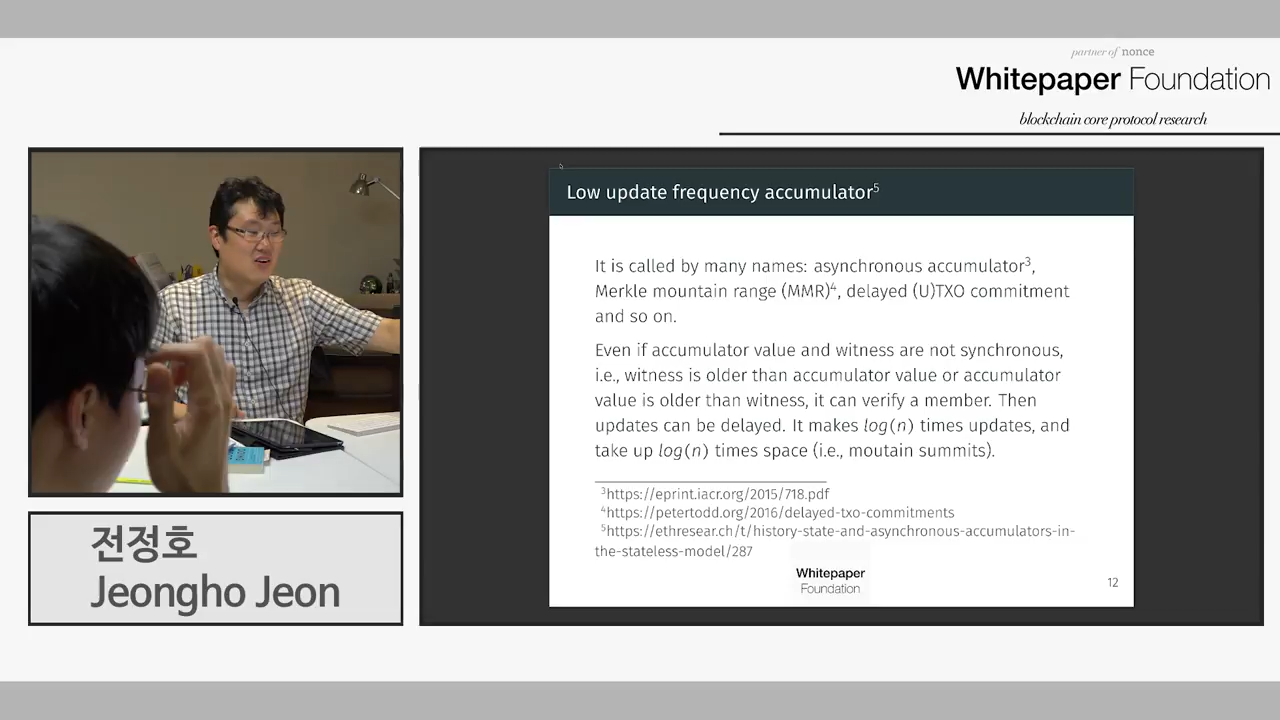 partner of nonce
Whitepaper Foundation
blockchain core protocol research
Low update frequency accumulator⁵
It is called by many names: asynchronous accumulator³,
Merkle mountain range (MMR)⁴, delayed (U)TXO commitment
and so on.
Even if accumulator value and witness are not synchronous,
i.e., witness is older than accumulator value or accumulator
value is older than witness, it can verify a member. Then
updates can be delayed. It makes log(n) times updates, and
take up log(n) times space (i.e., moutain summits).
³https://eprint.iacr.org/2015/718.pdf
⁴https://petertodd.org/2016/delayed-txo-commitments
⁵https://ethresear.ch/t/history-state-and-asynchronous-accumulators-in-
the-stateless-model/287
Whitepaper
Foundation
12
전정호
Jeongho Jeon